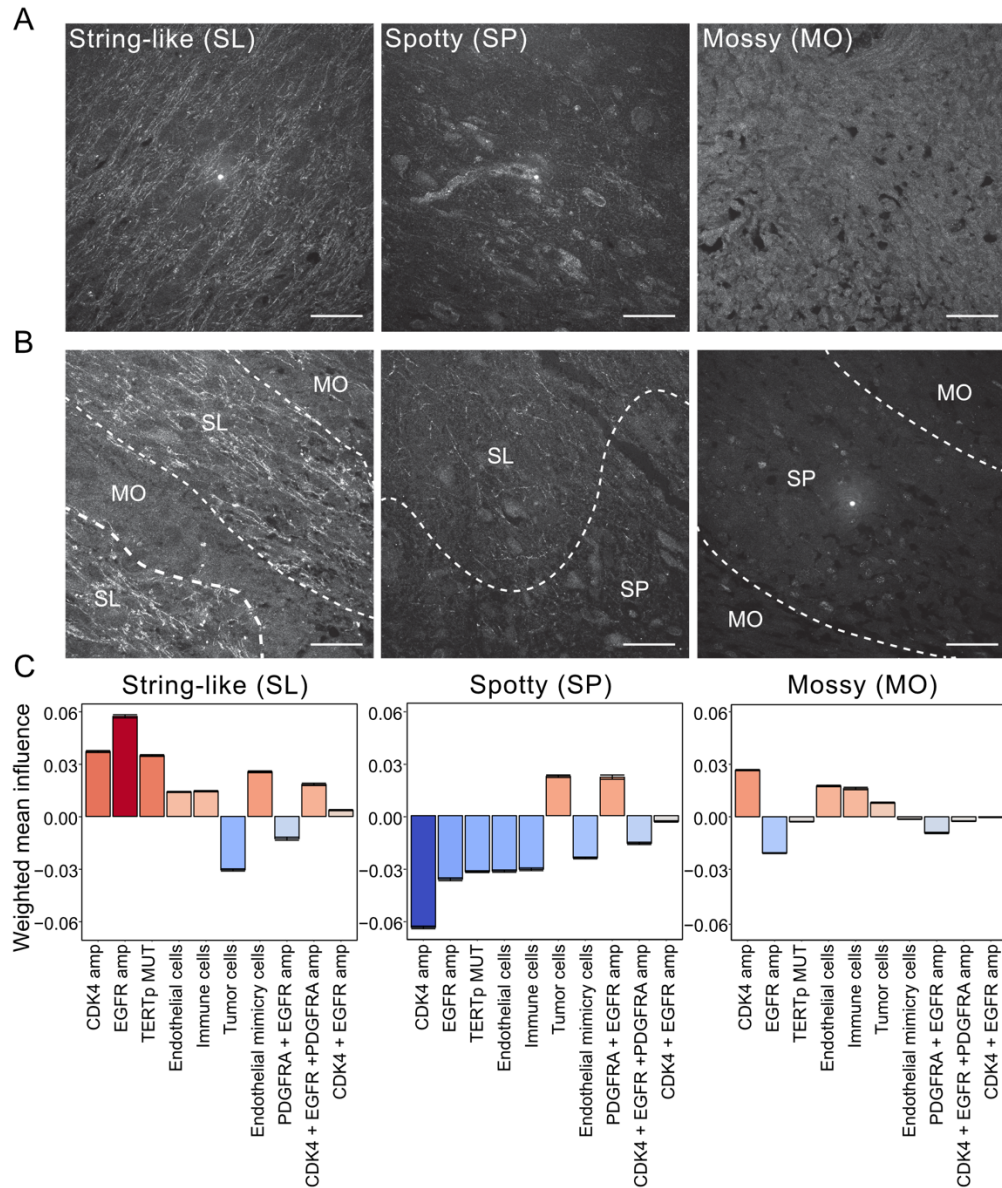 A
String-like (SL)
Spotty (SP)
Mossy (MO)
B
MO
SL
MO
SL
SL
SP
MO
SP
MO
C
String-like (SL)
Spotty (SP)
Mossy (MO)
Weighted mean influence
0.06
0.03
0.00
−0.03
−0.06
0.06
0.03
0.00
−0.03
−0.06
0.06
0.03
0.00
−0.03
−0.06
CDK4 amp
EGFR amp
TERTp MUT
Endothelial cells
Immune cells
Tumor cells
Endothelial mimicry cells
PDGFRA + EGFR amp
CDK4 + EGFR +PDGFRA amp
CDK4 + EGFR amp
CDK4 amp
EGFR amp
TERTp MUT
Endothelial cells
Immune cells
Tumor cells
Endothelial mimicry cells
PDGFRA + EGFR amp
CDK4 + EGFR +PDGFRA amp
CDK4 + EGFR amp
CDK4 amp
EGFR amp
TERTp MUT
Endothelial cells
Immune cells
Tumor cells
Endothelial mimicry cells
PDGFRA + EGFR amp
CDK4 + EGFR +PDGFRA amp
CDK4 + EGFR amp